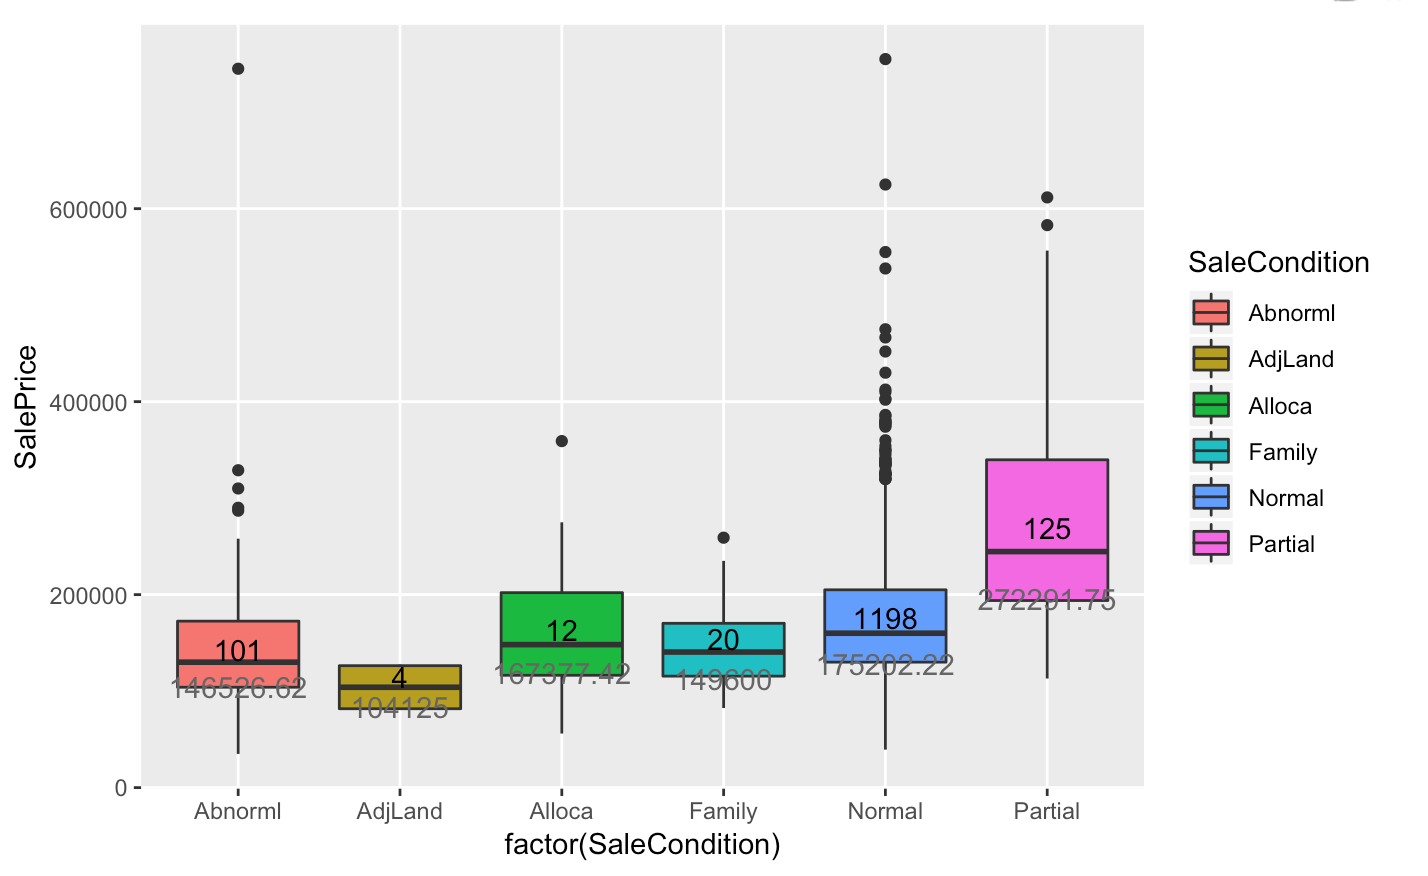 600000
400000
200000
0
SalePrice
101
146526.62
4
104125
12
167377.42
20
149600
1198
175202.22
125
272291.75
Abnorml
AdjLand
Alloca
Family
Normal
Partial
factor(SaleCondition)
SaleCondition
Abnorml
AdjLand
Alloca
Family
Normal
Partial